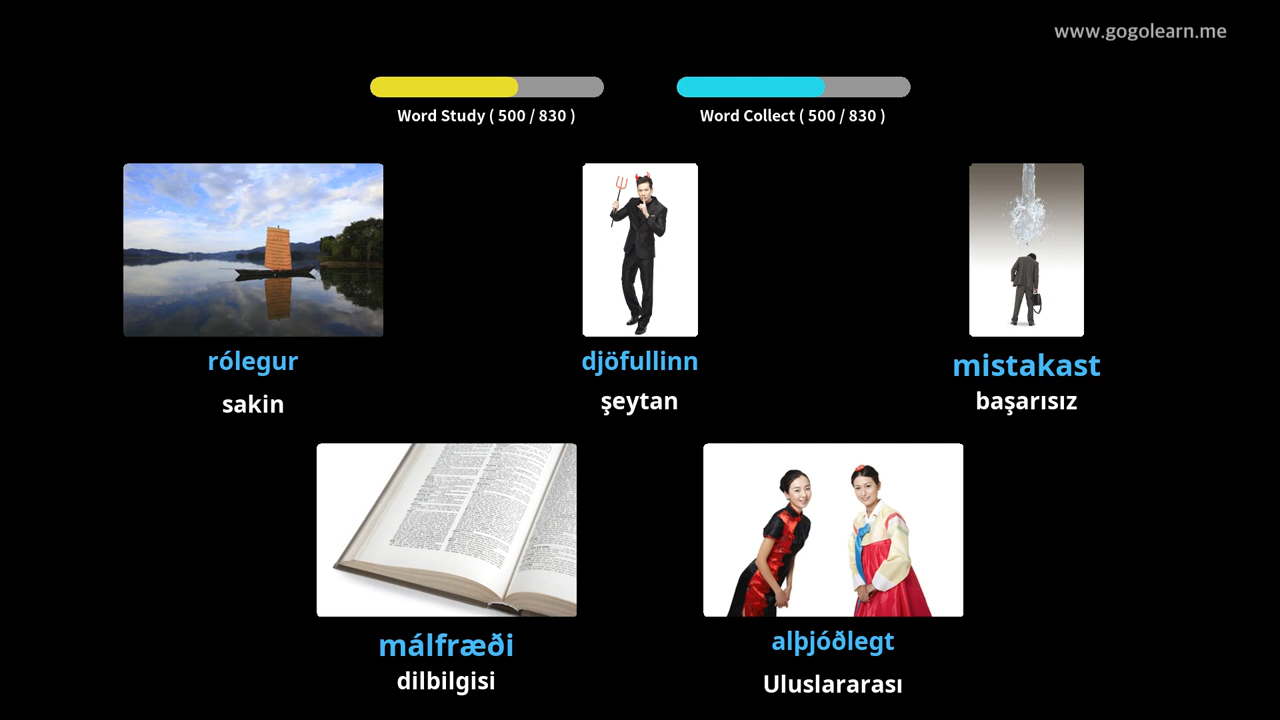 www.gogolearn.me
Word Study ( 500 / 830 )
Word Collect ( 500 / 830 )
rólegur
sakin
djöfullinn
şeytan
mistakast
başarısız
málfræði
dilbilgisi
alþjóðlegt
Uluslararası